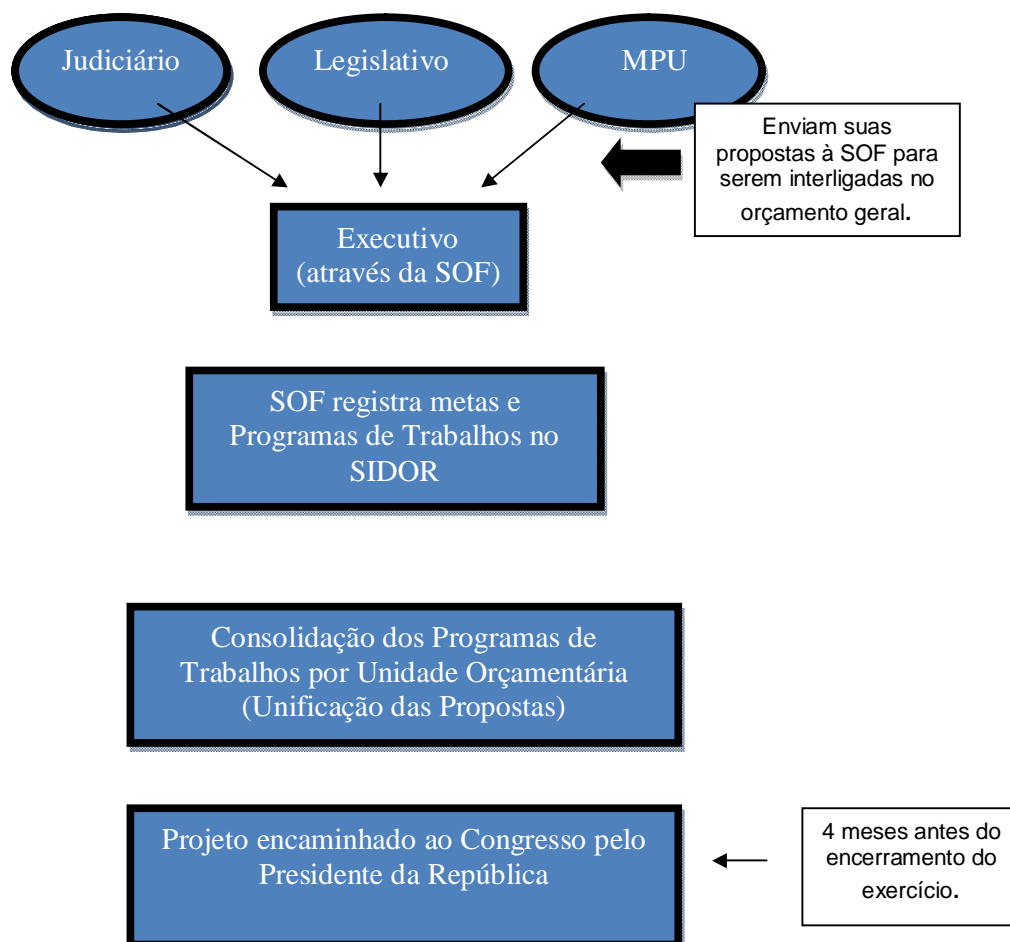 Judiciário
Legislativo
MPU
Enviam suas
propostas à SOF para
serem interligadas no
orçamento geral.
Executivo
(através da SOF)
SOF registra metas e
Programas de Trabalhos no
SIDOR
Consolidação dos Programas de
Trabalhos por Unidade Orçamentária
(Unificação das Propostas)
Projeto encaminhado ao Congresso pelo
Presidente da República
4 meses antes do
encerramento do
exercício.